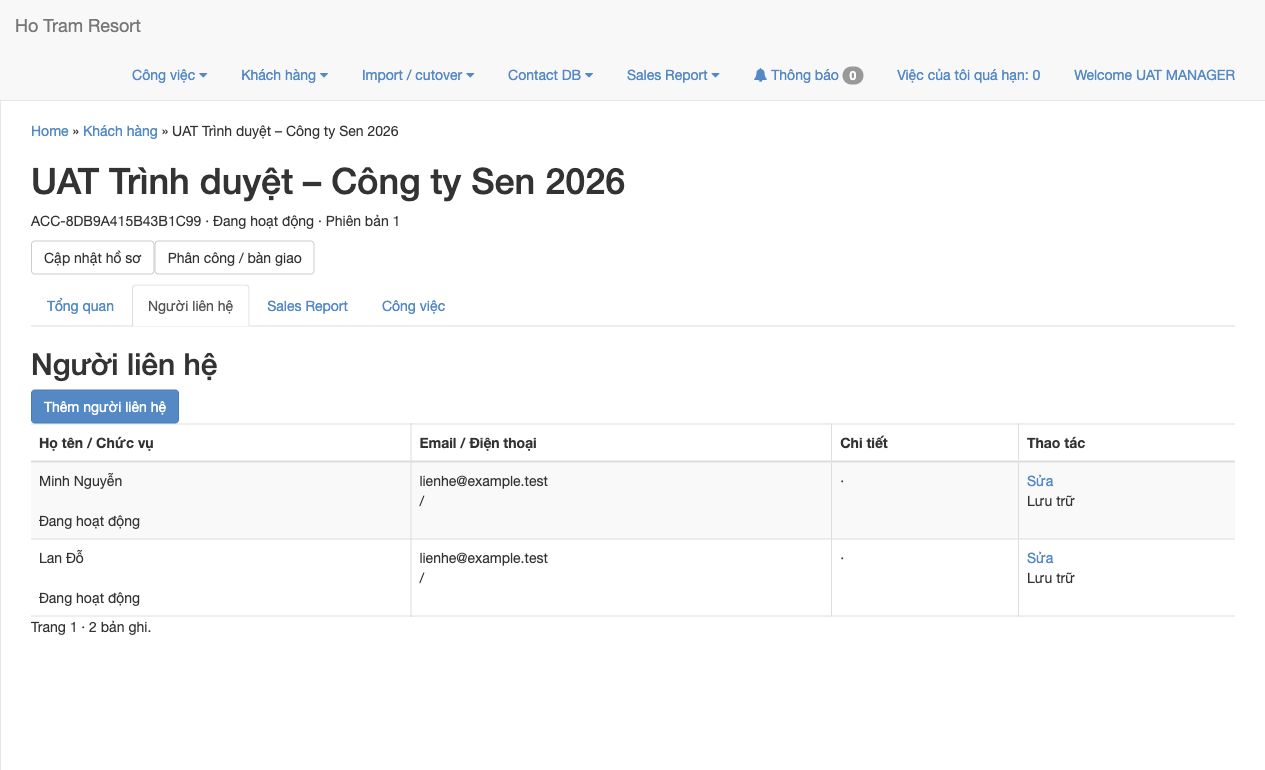 Ho Tram Resort
Công việc Khách hàng Import / cutover Contact DB Sales Report Thông báo 0 Việc của tôi quá hạn: 0 Welcome UAT MANAGER
Home » Khách hàng » UAT Trình duyệt – Công ty Sen 2026
UAT Trình duyệt – Công ty Sen 2026
ACC-8DB9A415B43B1C99 · Đang hoạt động · Phiên bản 1
Cập nhật hồ sơ Phân công / bàn giao
Tổng quan Người liên hệ Sales Report Công việc
Người liên hệ
Thêm người liên hệ
Họ tên / Chức vụ Email / Điện thoại Chi tiết Thao tác
Minh Nguyễn lienhe@example.test · Sửa
/ Lưu trữ
Đang hoạt động
Lan Đỗ lienhe@example.test · Sửa
/ Lưu trữ
Đang hoạt động
Trang 1 · 2 bản ghi.